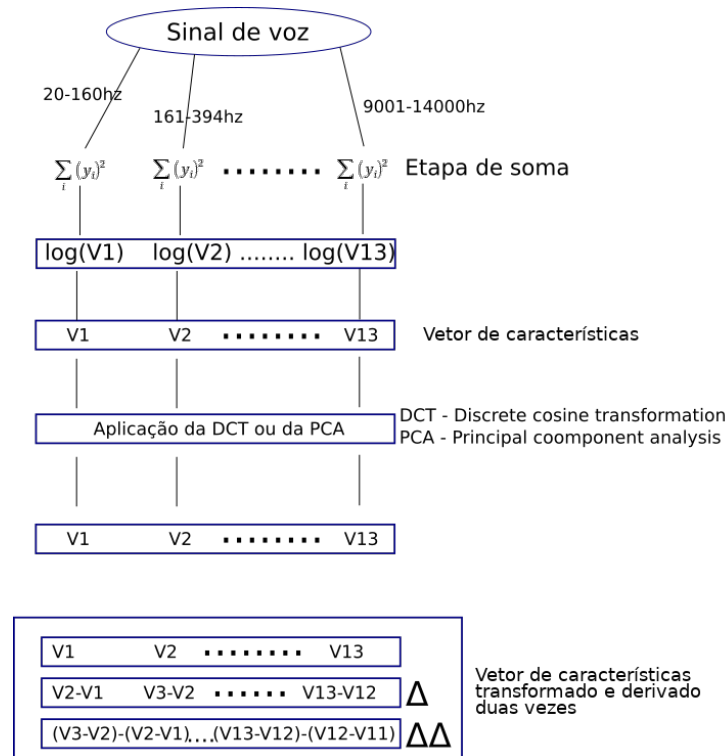 Sinal de voz
20-160hz
161-394hz
9001-14000hz
∑i (yi)² ∑i (yi)² ········ ∑i (yi)² Etapa de soma
log(V1) log(V2) ........ log(V13)
V1 V2 ········ V13 Vetor de características
Aplicação da DCT ou da PCA
DCT - Discrete cosine transformation
PCA - Principal coomponent analysis
V1 V2 ········ V13
V1 V2 ········ V13
V2-V1 V3-V2 ······ V13-V12 Δ
(V3-V2)-(V2-V1)....(V13-V12)-(V12-V11) ΔΔ
Vetor de características
transformado e derivado
duas vezes